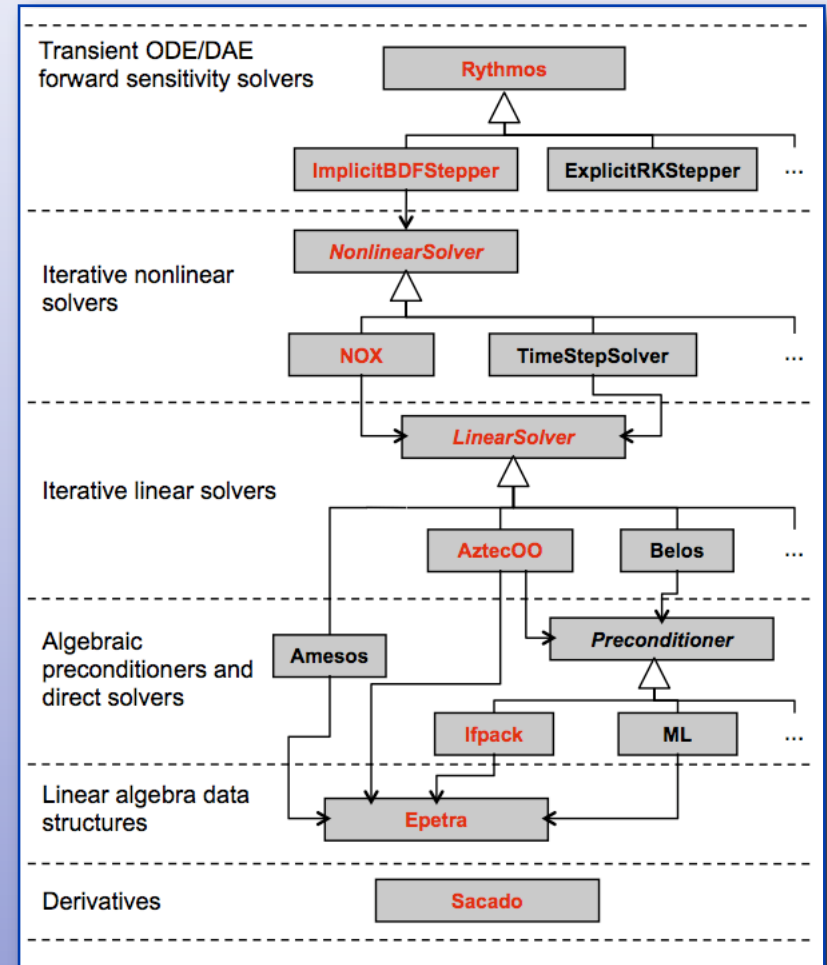 Transient ODE/DAE
forward sensitivity solvers
Rythmos
ImplicitBDFStepper
ExplicitRKStepper
...
NonlinearSolver
Iterative nonlinear
solvers
NOX
TimeStepSolver
...
LinearSolver
Iterative linear solvers
AztecOO
Belos
...
Algebraic
preconditioners and
direct solvers
Amesos
Preconditioner
Ifpack
ML
...
Linear algebra data
structures
Epetra
Derivatives
Sacado